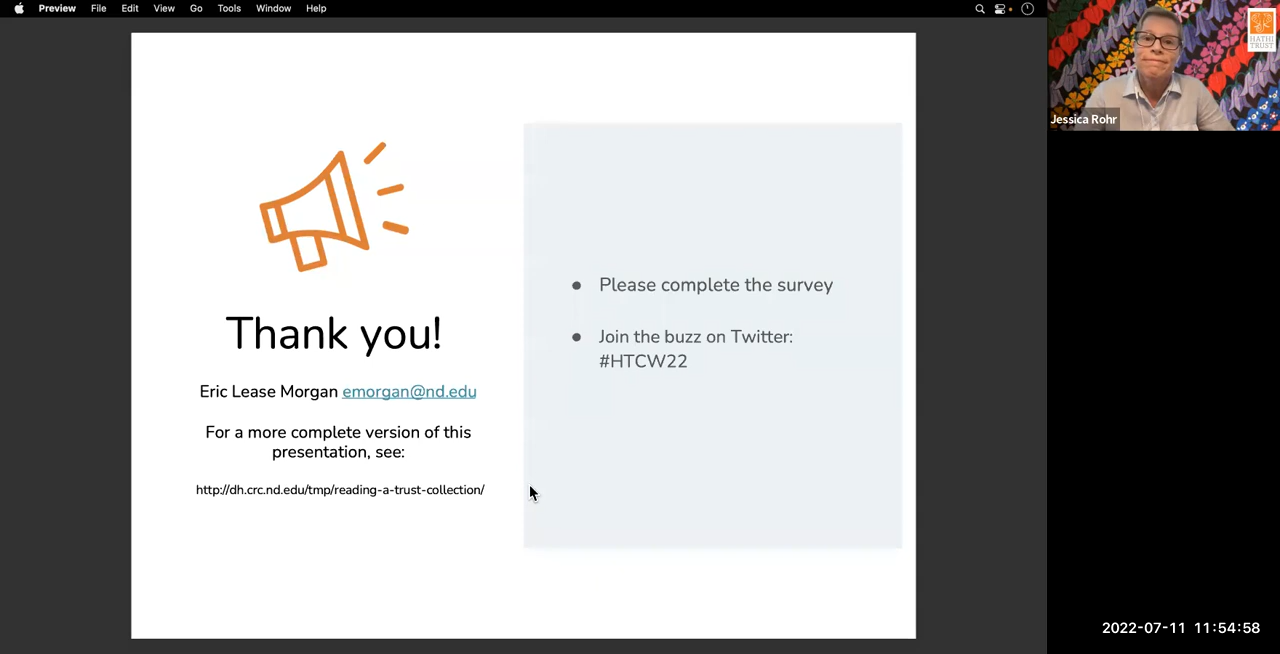 Preview File Edit View Go Tools Window Help
HATHI
TRUST
Jessica Rohr
Thank you!
Eric Lease Morgan emorgan@nd.edu
For a more complete version of this
presentation, see:
http://dh.crc.nd.edu/tmp/reading-a-trust-collection/
● Please complete the survey
● Join the buzz on Twitter:
#HTCW22
2022-07-11 11:54:58